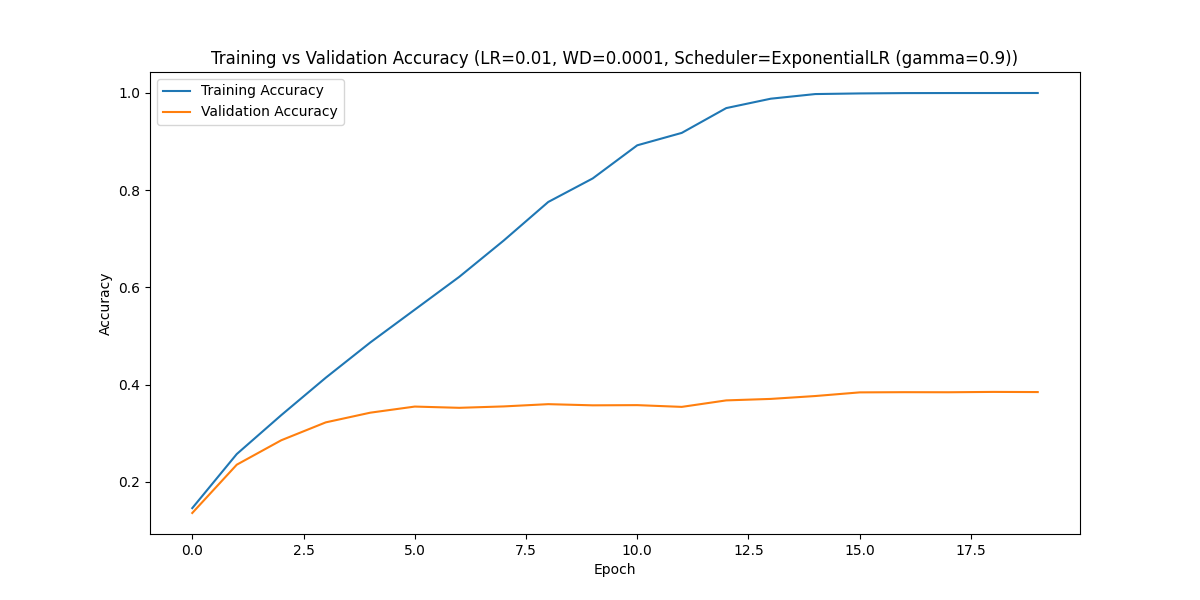 Training vs Validation Accuracy (LR=0.01, WD=0.0001, Scheduler=ExponentialLR (gamma=0.9))
Training Accuracy
Validation Accuracy
1.0
0.8
0.6
0.4
0.2
Accuracy
0.0 2.5 5.0 7.5 10.0 12.5 15.0 17.5
Epoch